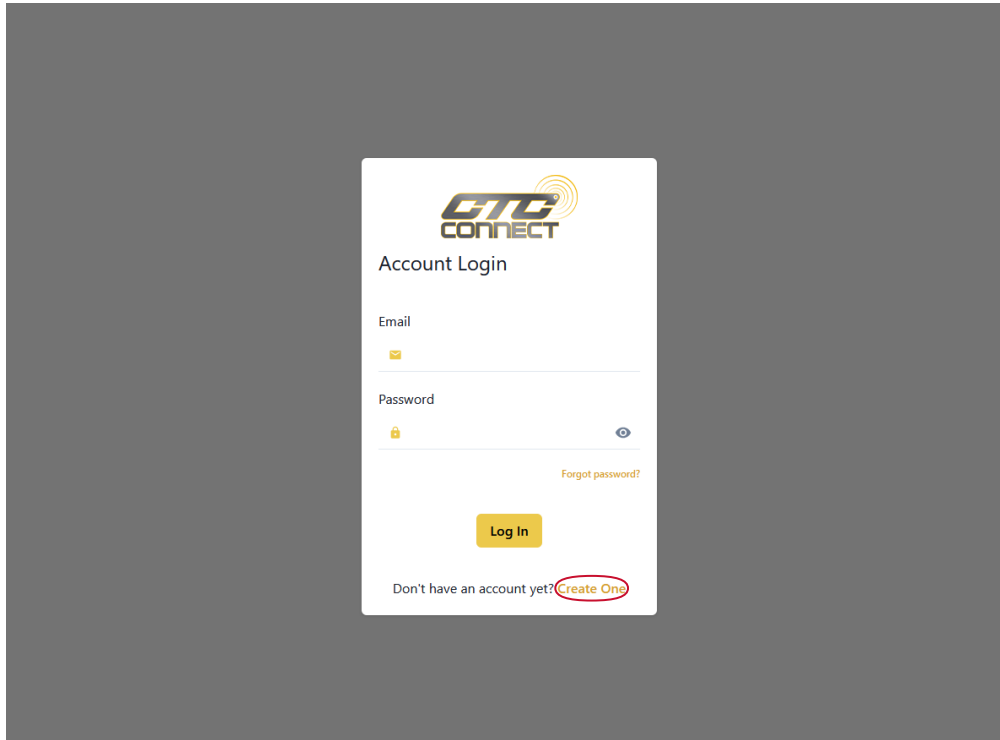 CTC
CONNECT
Account Login
Email
Password
Forgot password?
Log In
Don't have an account yet? Create One